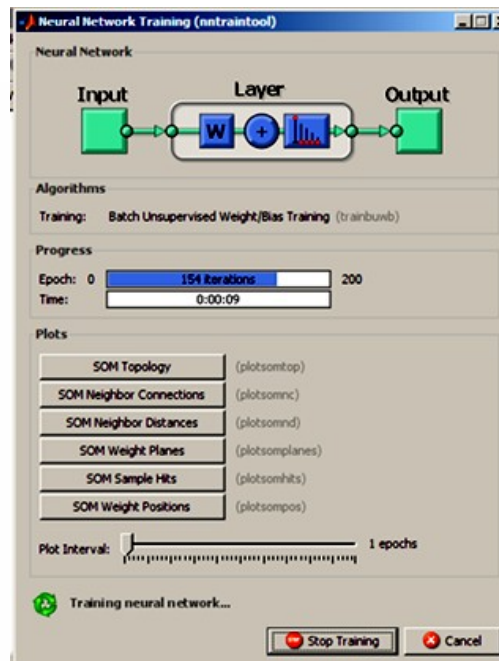 Neural Network Training (nntraintool)
Neural Network
Input
Layer
Output
W
+
Algorithms
Training: Batch Unsupervised Weight/Bias Training (trainbuwb)
Progress
Epoch: 0 154 iterations 200
Time: 0:00:09
Plots
SOM Topology (plotsomtop)
SOM Neighbor Connections (plotsomnc)
SOM Neighbor Distances (plotsomnd)
SOM Weight Planes (plotsomplanes)
SOM Sample Hits (plotsomhits)
SOM Weight Positions (plotsompos)
Plot Interval: 1 epochs
Training neural network...
Stop Training Cancel